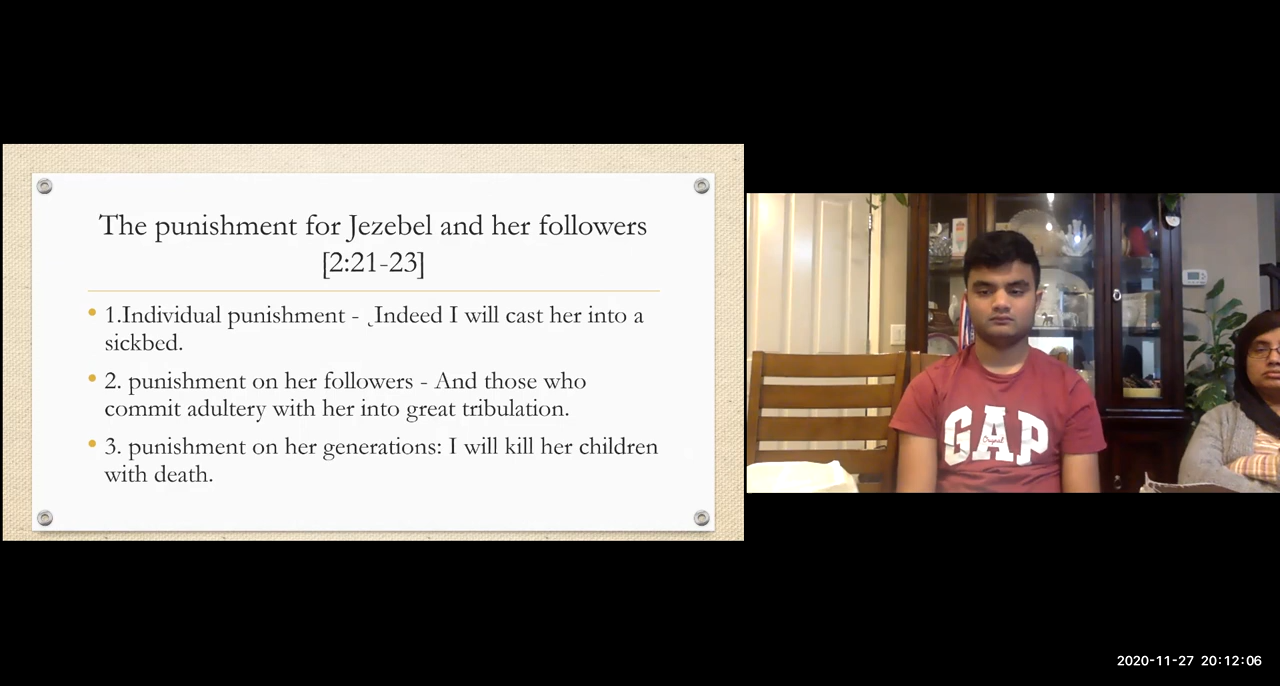 The punishment for Jezebel and her followers
[2:21-23]
• 1.Individual punishment - ˛Indeed I will cast her into a
sickbed.
• 2. punishment on her followers - And those who
commit adultery with her into great tribulation.
• 3. punishment on her generations: I will kill her children
with death.
GAP
Original
2020-11-27 20:12:06